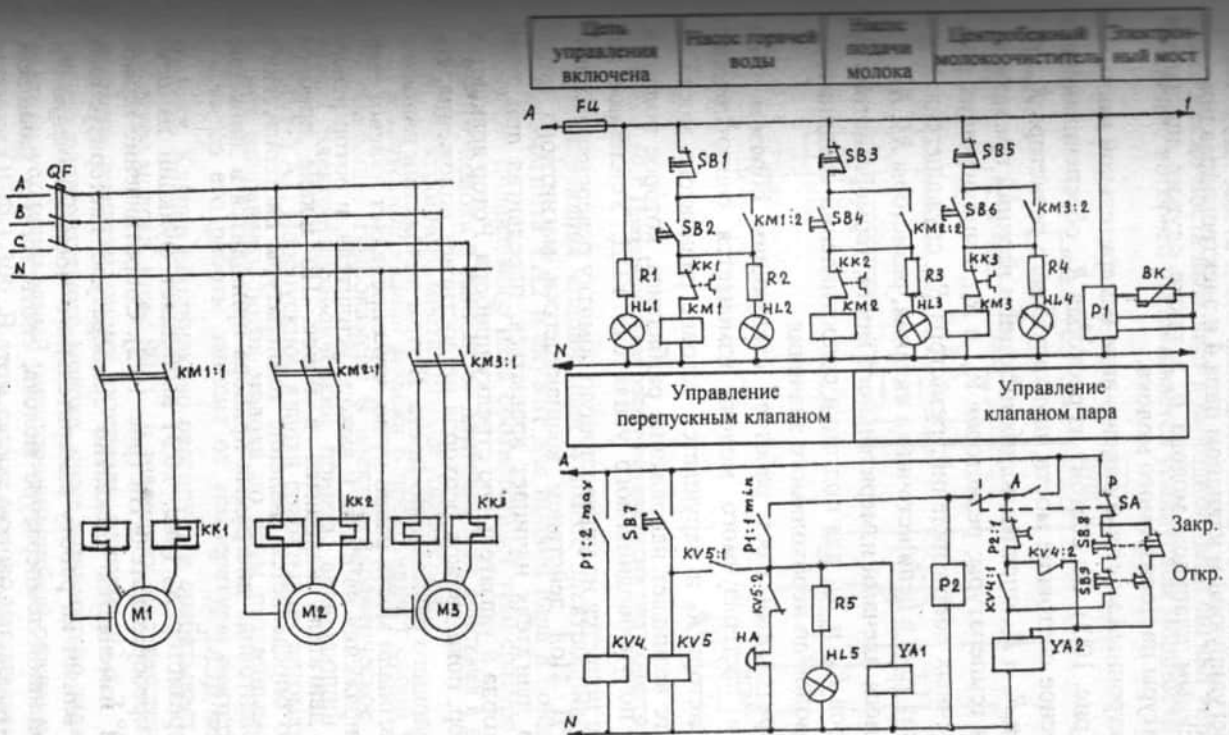 Цепь
управления
включена
Насос горячей
воды
Насос
подачи
молока
Центробежный
молокоочиститель
Электрон-
ный мост
A
FU
1
SB1
SB3
SB5
SB2
KM1:2
SB4
KM2:2
SB6
KM3:2
R1
KK1
R2
KK2
R3
KK3
R4
BK
HL1
KM1
HL2
KM2
HL3
KM3
HL4
P1
N
QF
A
B
C
N
KM1:1
KM2:1
KM3:1
KK1
KK2
KK3
M1
M2
M3
Управление
перепускным клапаном
Управление
клапаном пара
A
P1:2 max
SB7
P1:1 min
A
P
SA
KV5:1
P2:1
SB8
Закр.
KV5:2
R5
P2
KV4:1
KV4:2
SB9
Откр.
KV4
KV5
HA
HL5
YA1
YA2
N